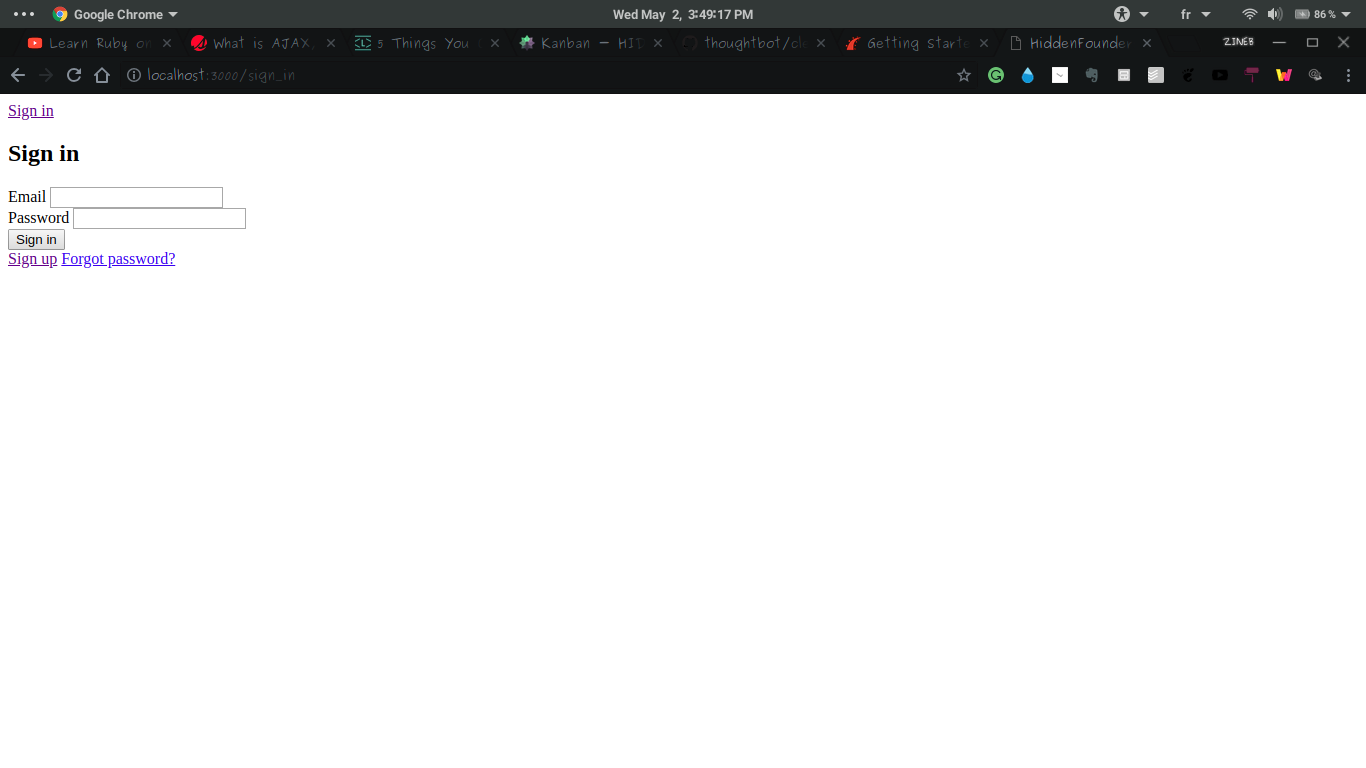 Google Chrome Wed May 2, 3:49:17 PM fr 86 %
Learn Ruby on What is AJAX, 5 Things You Kanban – HID thoughtbot/cle Getting Starte HiddenFounder ZINEB
localhost:3000/sign_in
Sign in
Sign in
Email
Password
Sign in
Sign up Forgot password?